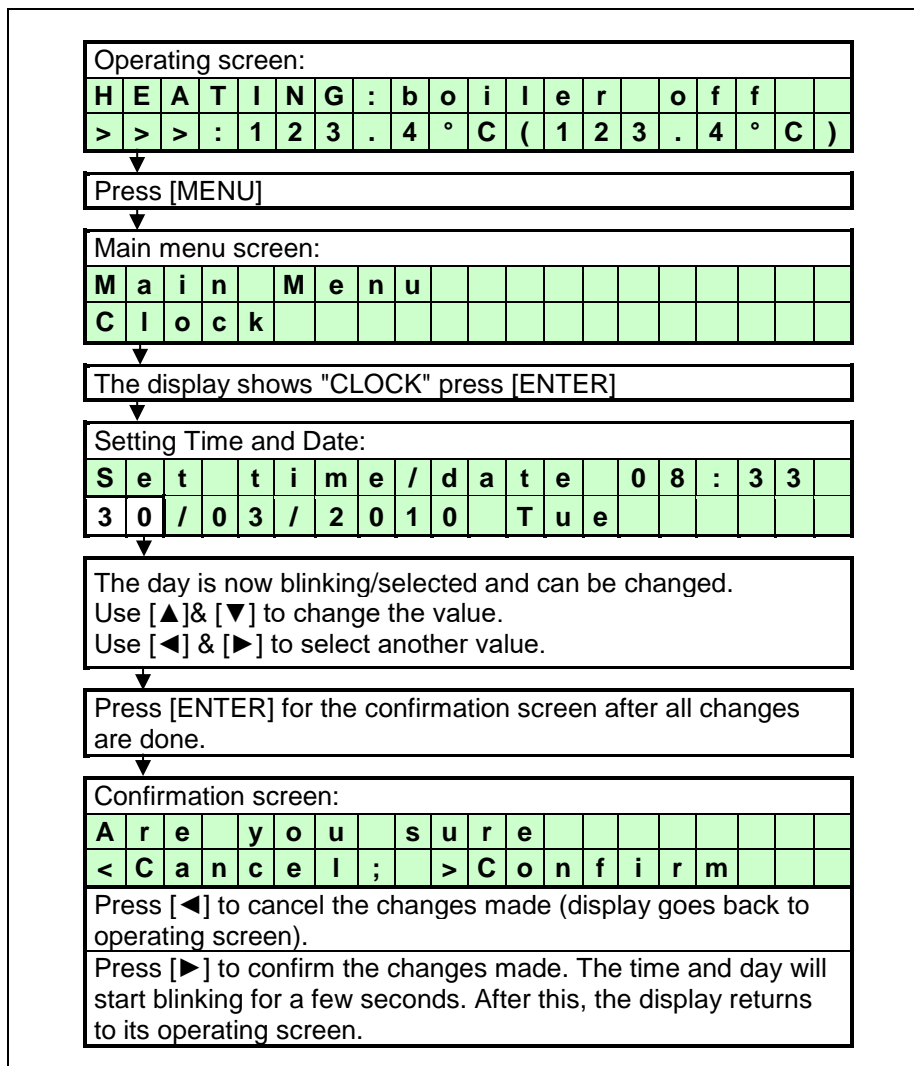 Operating screen:
HEATING:boiler off
>>>:123.4°C(123.4°C)
Press [MENU]
Main menu screen:
Main Menu
Clock
The display shows "CLOCK" press [ENTER]
Setting Time and Date:
Set time/date 08:33
30/03/2010 Tue
The day is now blinking/selected and can be changed.
Use [▲]& [▼] to change the value.
Use [◄] & [►] to select another value.
Press [ENTER] for the confirmation screen after all changes
are done.
Confirmation screen:
Are you sure
<Cancel; >Confirm
Press [◄] to cancel the changes made (display goes back to
operating screen).
Press [►] to confirm the changes made. The time and day will
start blinking for a few seconds. After this, the display returns
to its operating screen.